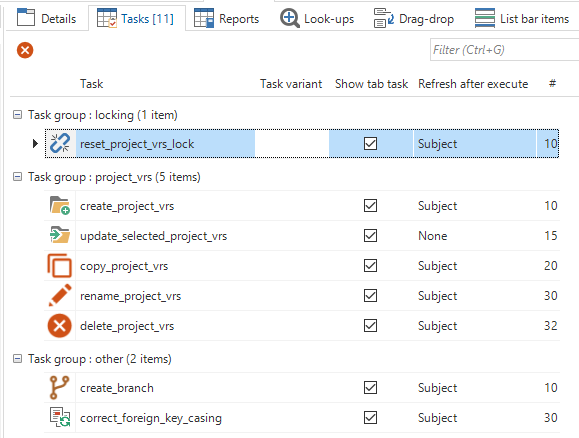 Details Tasks [11] Reports Look-ups Drag-drop List bar items
Filter (Ctrl+G)
Task Task variant Show tab task Refresh after execute #
Task group : locking (1 item)
reset_project_vrs_lock Subject 10
Task group : project_vrs (5 items)
create_project_vrs Subject 10
update_selected_project_vrs None 15
copy_project_vrs Subject 20
rename_project_vrs Subject 30
delete_project_vrs Subject 32
Task group : other (2 items)
create_branch Subject 10
correct_foreign_key_casing Subject 30